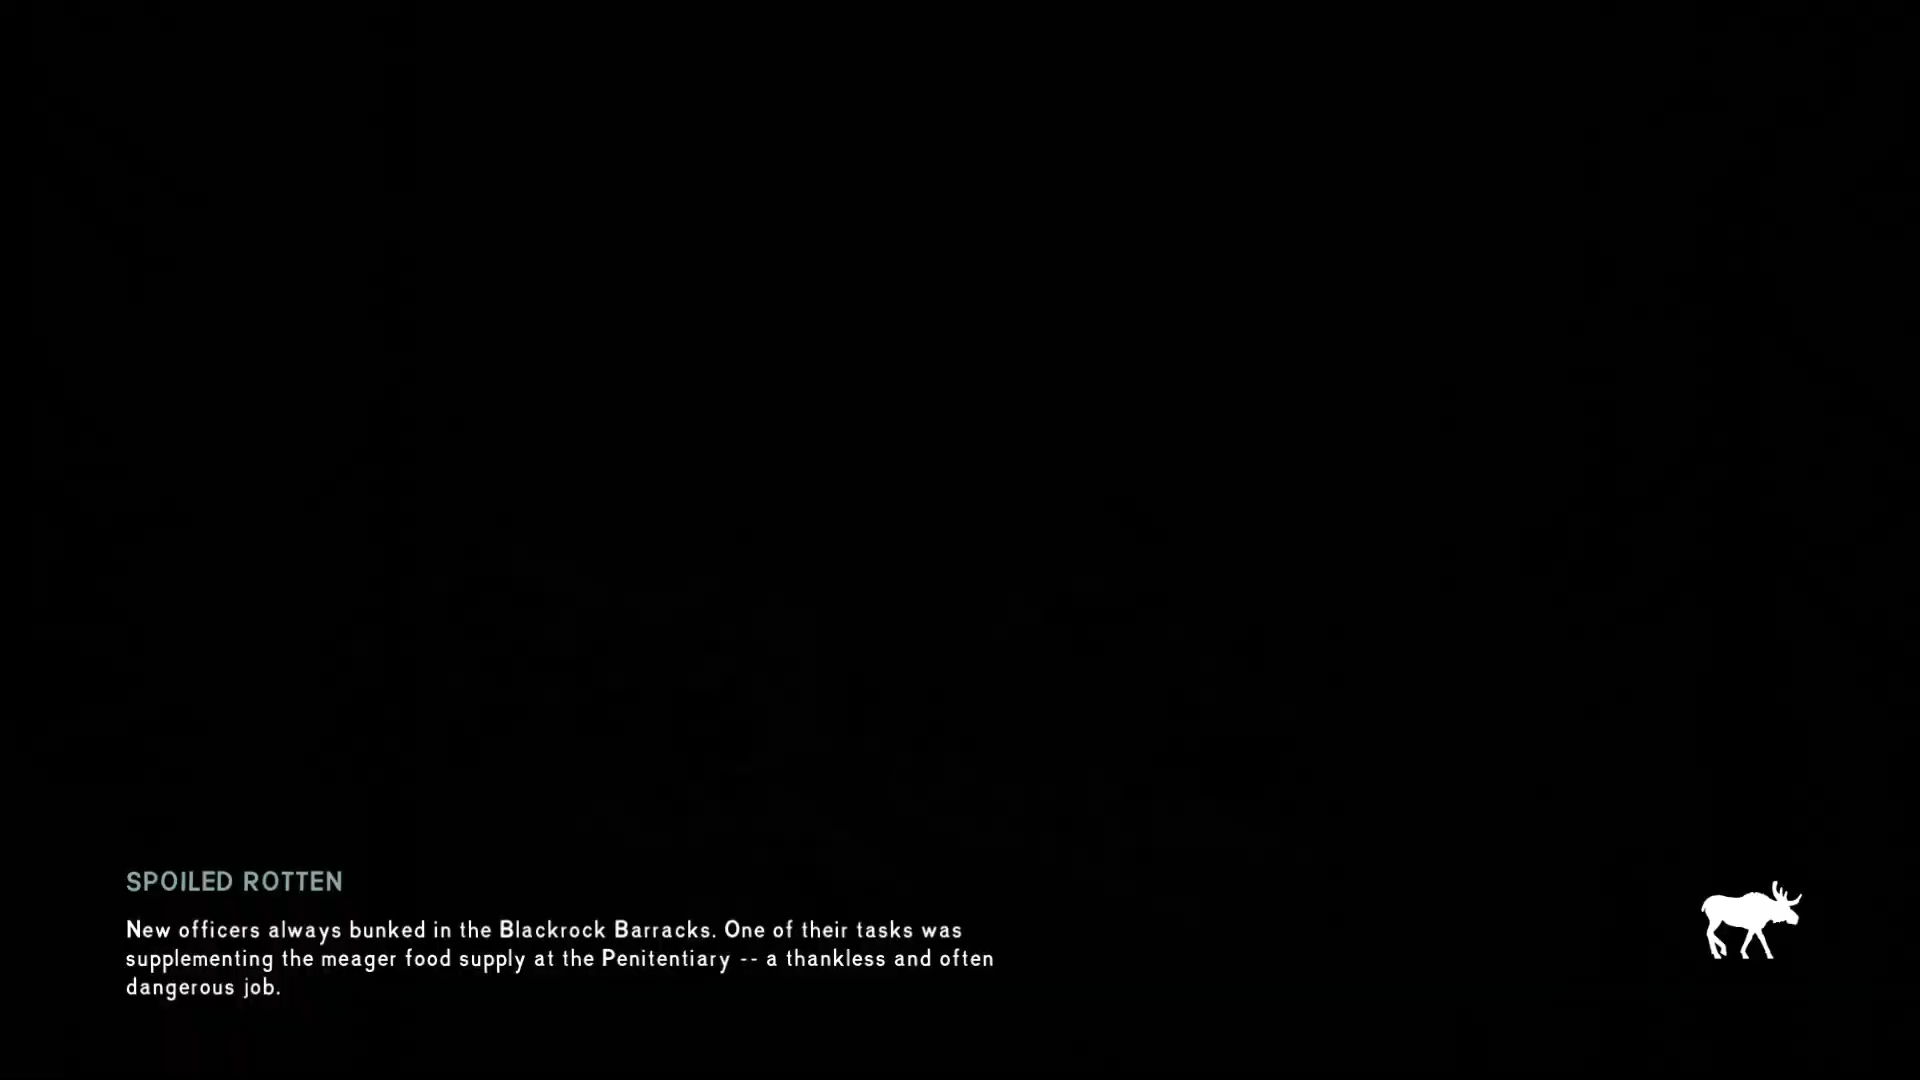 SPOILED ROTTEN
New officers always bunked in the Blackrock Barracks. One of their tasks was
supplementing the meager food supply at the Penitentiary -- a thankless and often
dangerous job.